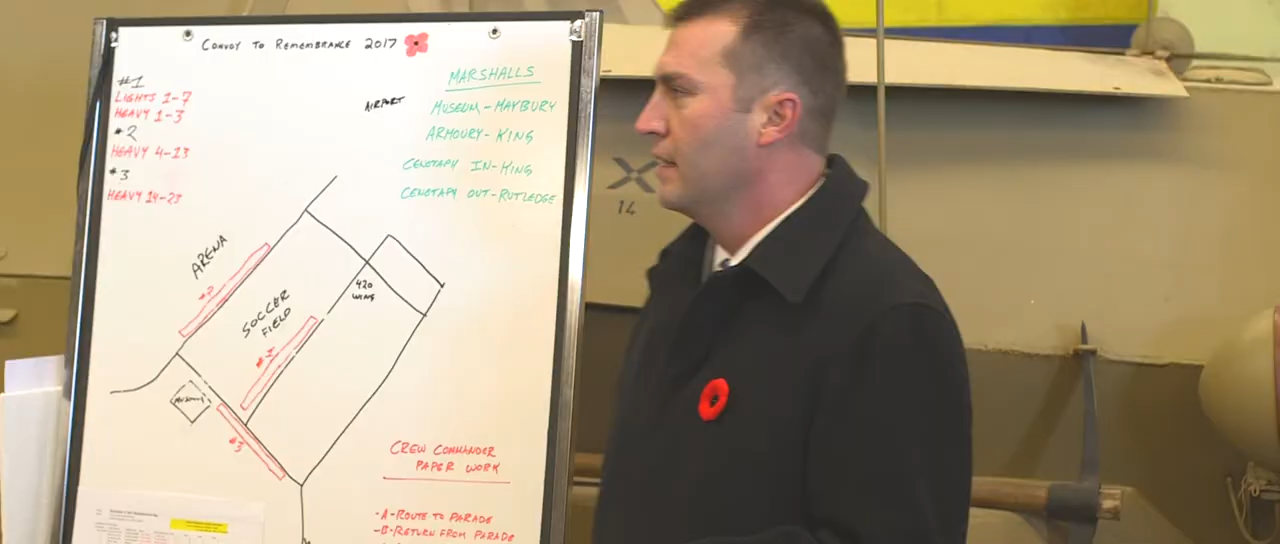 CONVOY TO REMEMBRANCE 2017
#1
LIGHTS 1-7
HEAVY 1-3
#2
HEAVY 4-13
#3
HEAVY 14-23
AIRPORT
MARSHALLS
MUSEUM-MAYBURY
ARMOURY-KING
CENOTAPH IN-KING
CENOTAPH OUT-RUTLEDGE
ARENA
#2
SOCCER
FIELD
#1
420
WING
MUSEUM
#3
CREW COMMANDER
PAPER WORK
-A-ROUTE TO PARADE
-B-RETURN FROM PARADE
14